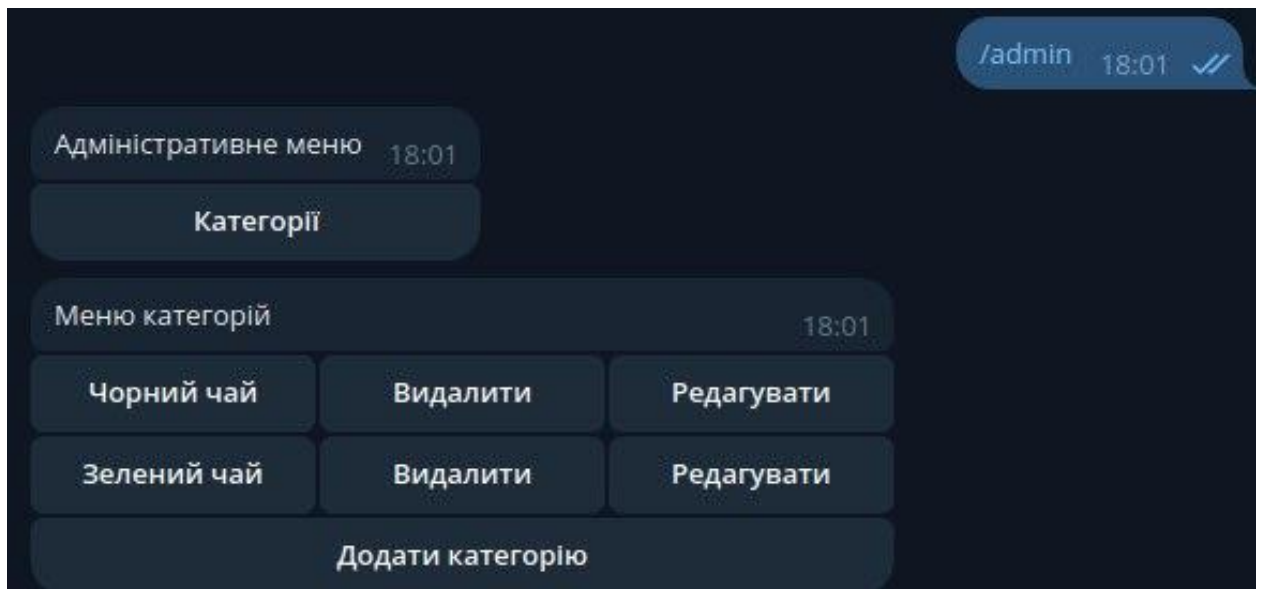 /admin 18:01
Адміністративне меню 18:01
Категорії
Меню категорій 18:01
Чорний чай Видалити Редагувати
Зелений чай Видалити Редагувати
Додати категорію